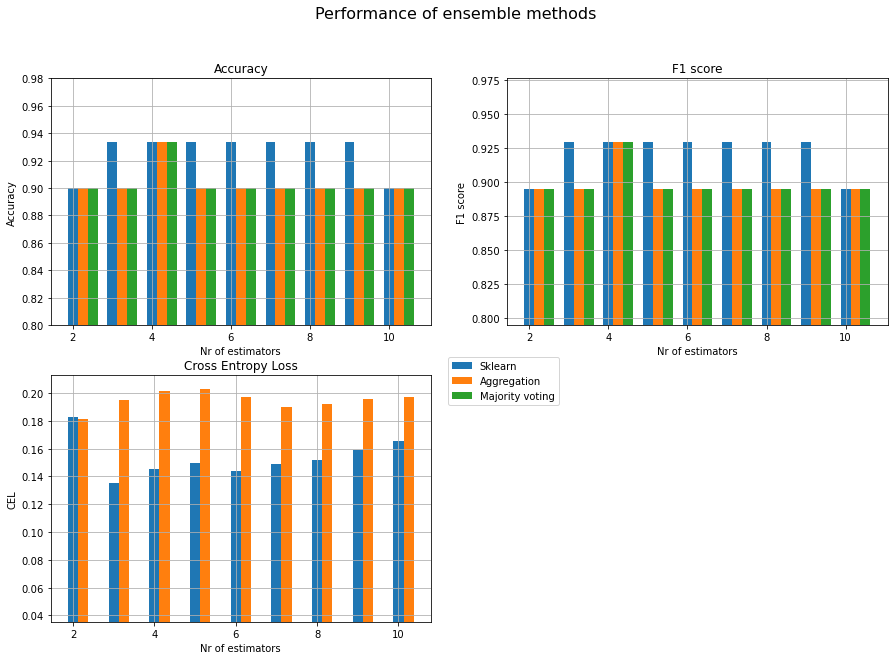 Performance of ensemble methods
Accuracy
0.98
0.96
0.94
0.92
0.90
0.88
0.86
0.84
0.82
0.80
Accuracy
2 4 6 8 10
Nr of estimators
F1 score
0.975
0.950
0.925
0.900
0.875
0.850
0.825
0.800
F1 score
2 4 6 8 10
Nr of estimators
Cross Entropy Loss
0.20
0.18
0.16
0.14
0.12
0.10
0.08
0.06
0.04
CEL
2 4 6 8 10
Nr of estimators
Sklearn
Aggregation
Majority voting